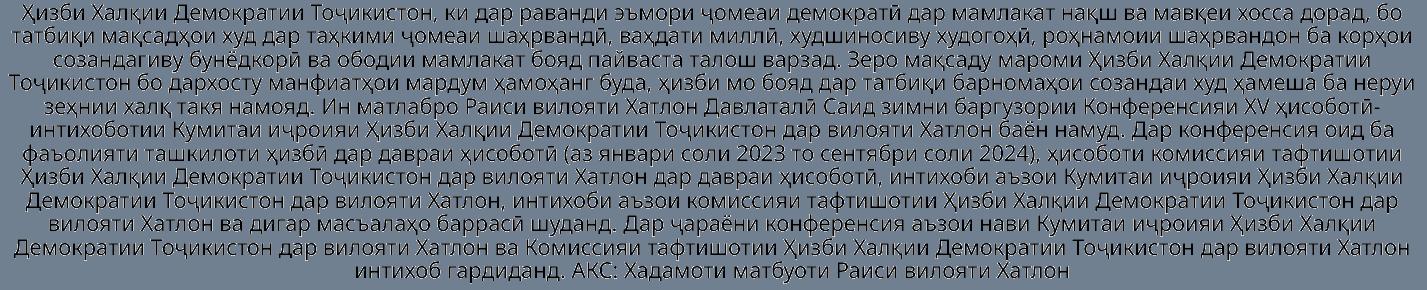 Ҳизби Халқии Демократии Тоҷикистон, ки дар раванди эъмори ҷомеаи демократӣ дар мамлакат нақш ва мавқеи хосса дорад, бо
татбиқи мақсадҳои худ дар таҳкими ҷомеаи шаҳрвандӣ, ваҳдати миллӣ, худшиносиву худогоҳӣ, роҳнамоии шаҳрвандон ба корҳои
созандагиву бунёдкорӣ ва ободии мамлакат бояд пайваста талош варзад. Зеро мақсаду мароми Ҳизби Халқии Демократии
Тоҷикистон бо дархосту манфиатҳои мардум ҳамоҳанг буда, ҳизби мо бояд дар татбиқи барномаҳои созандаи худ ҳамеша ба неруи
зеҳнии халқ такя намояд. Ин матлабро Раиси вилояти Хатлон Давлаталӣ Саид зимни баргузории Конференсияи XV ҳисоботӣ-
интихоботии Кумитаи иҷроияи Ҳизби Халқии Демократии Тоҷикистон дар вилояти Хатлон баён намуд. Дар конференсия оид ба
фаъолияти ташкилоти ҳизбӣ дар давраи ҳисоботӣ (аз январи соли 2023 то сентябри соли 2024), ҳисоботи комиссияи тафтишотии
Ҳизби Халқии Демократии Тоҷикистон дар вилояти Хатлон дар давраи ҳисоботӣ, интихоби аъзои Кумитаи иҷроияи Ҳизби Халқии
Демократии Тоҷикистон дар вилояти Хатлон, интихоби аъзои комиссияи тафтишотии Ҳизби Халқии Демократии Тоҷикистон дар
вилояти Хатлон ва дигар масъалаҳо баррасӣ шуданд. Дар ҷараёни конференсия аъзои нави Кумитаи иҷроияи Ҳизби Халқии
Демократии Тоҷикистон дар вилояти Хатлон ва Комиссияи тафтишотии Ҳизби Халқии Демократии Тоҷикистон дар вилояти Хатлон
интихоб гардиданд. АКС: Хадамоти матбуоти Раиси вилояти Хатлон